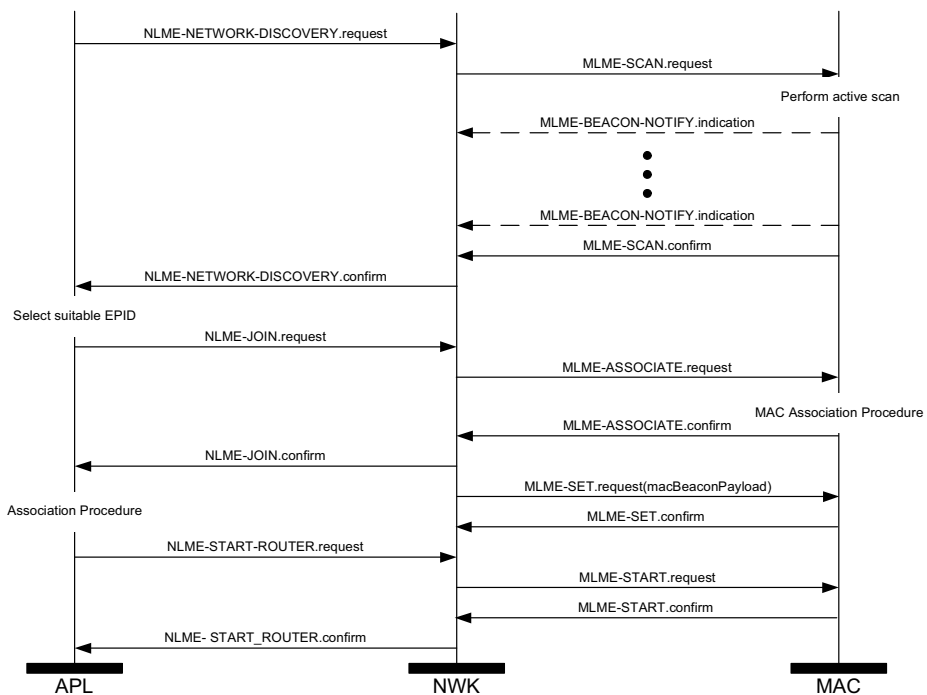 NLME-NETWORK-DISCOVERY.request
MLME-SCAN.request
Perform active scan
MLME-BEACON-NOTIFY.indication
MLME-BEACON-NOTIFY.indication
MLME-SCAN.confirm
NLME-NETWORK-DISCOVERY.confirm
Select suitable EPID
NLME-JOIN.request
MLME-ASSOCIATE.request
MAC Association Procedure
MLME-ASSOCIATE.confirm
NLME-JOIN.confirm
MLME-SET.request(macBeaconPayload)
Association Procedure
MLME-SET.confirm
NLME-START-ROUTER.request
MLME-START.request
MLME-START.confirm
NLME- START_ROUTER.confirm
APL
NWK
MAC